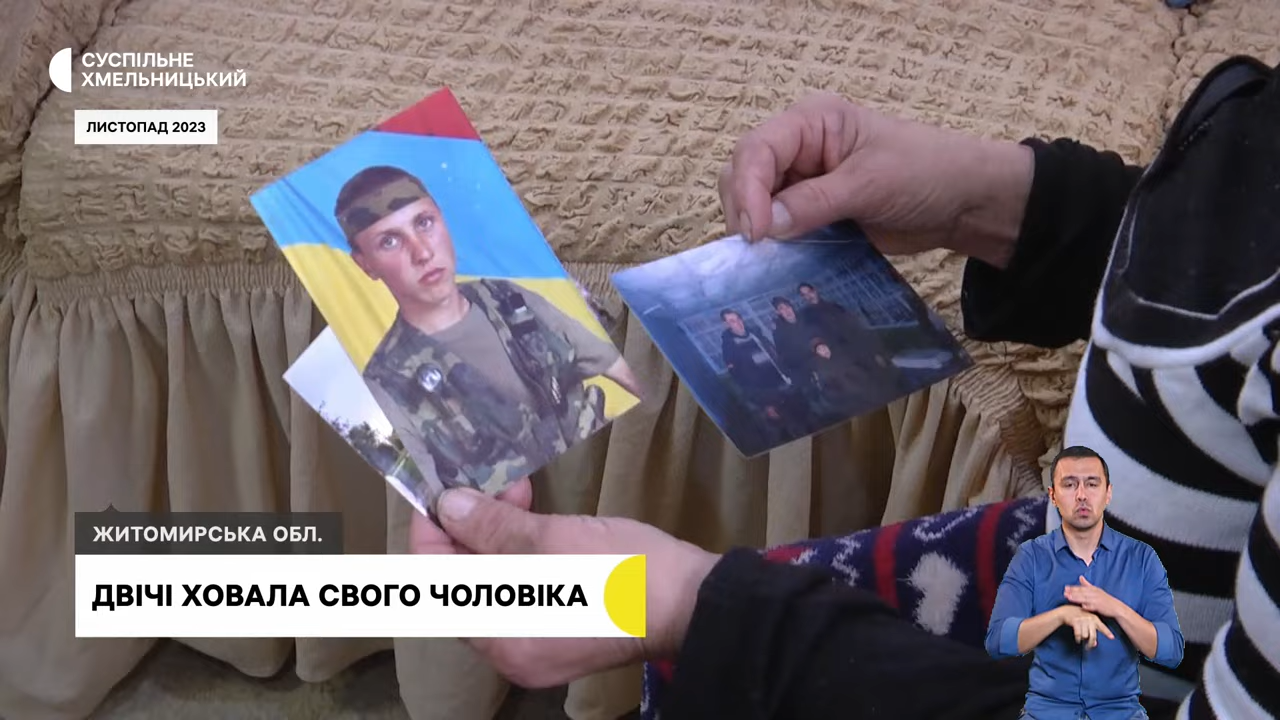 СУСПІЛЬНЕ
ХМЕЛЬНИЦЬКИЙ
ЛИСТОПАД 2023
ЖИТОМИРСЬКА ОБЛ.
ДВІЧІ ХОВАЛА СВОГО ЧОЛОВІКА